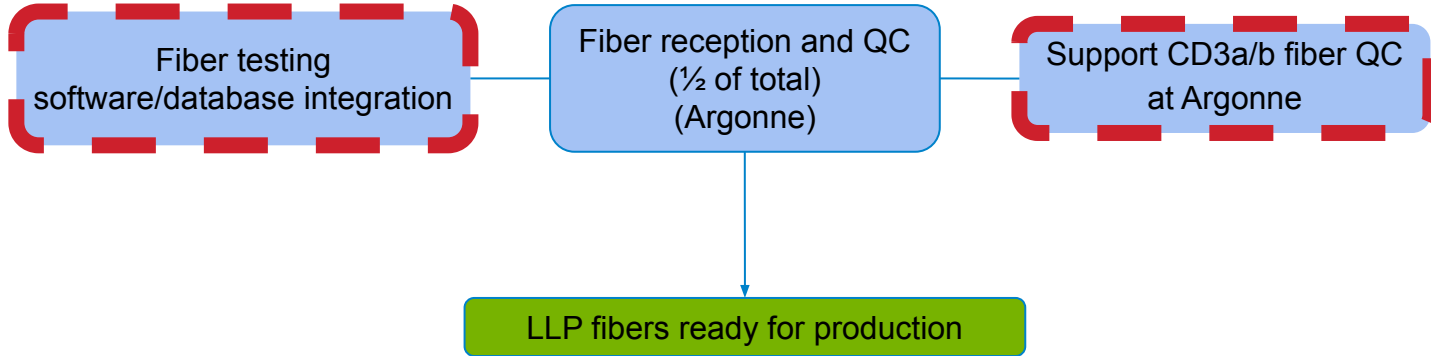 Fiber testing
software/database integration
Fiber reception and QC
(½ of total)
(Argonne)
Support CD3a/b fiber QC
at Argonne
LLP fibers ready for production